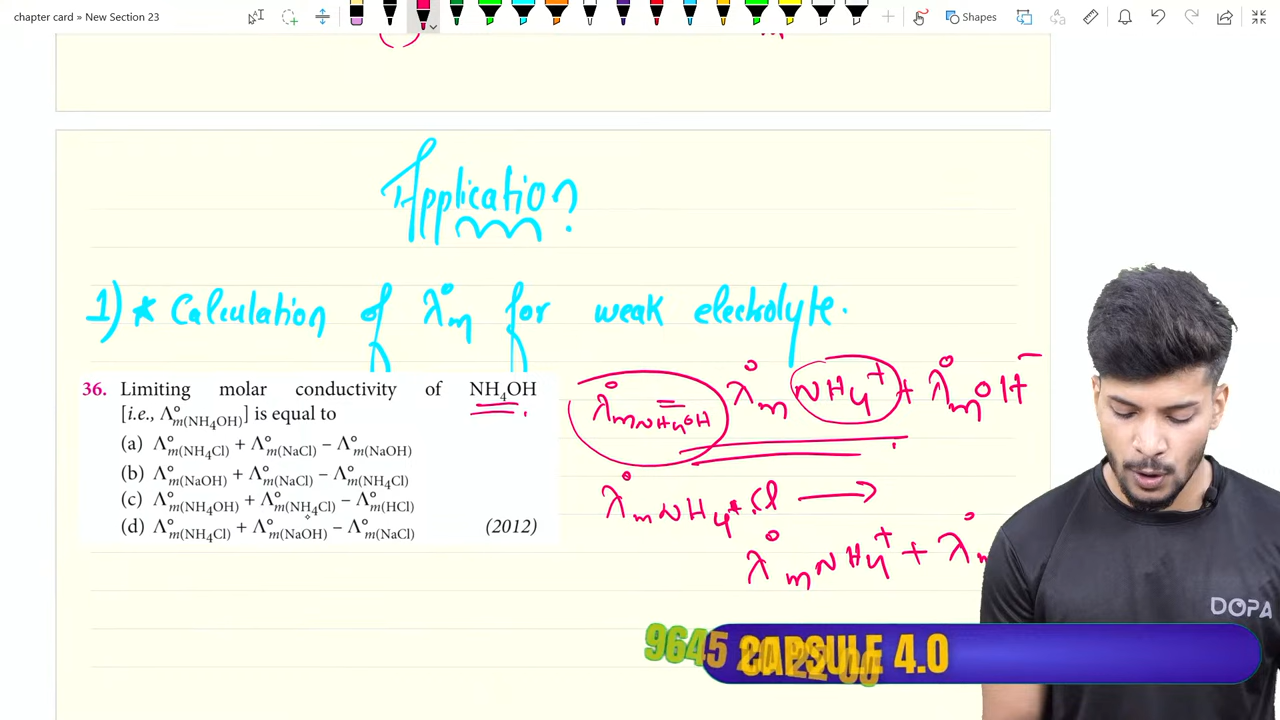 chapter card » New Section 23
Shapes
Application?
1) * Calculation of λ°m for weak electrolyte.
36. Limiting molar conductivity of NH₄OH
[i.e., Λ°m(NH₄OH)] is equal to
(a) Λ°m(NH₄Cl) + Λ°m(NaCl) – Λ°m(NaOH)
(b) Λ°m(NaOH) + Λ°m(NaCl) – Λ°m(NH₄Cl)
(c) Λ°m(NH₄OH) + Λ°m(NH₄Cl) – Λ°m(HCl)
(d) Λ°m(NH₄Cl) + Λ°m(NaOH) – Λ°m(NaCl) (2012)
λ°m NH₄OH λ°m NH₄⁺ + λ°m OH⁻
λ°m NH₄⁺Cl →
λ°m NH₄⁺ + λ°m
DOPA
9645
CAPSULE 4.0